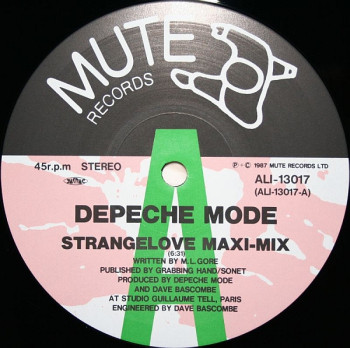 MUTE
RECORDS
45r.p.m STEREO
℗ · © 1987 MUTE RECORDS LTD
ALI-13017
(ALI-13017-A)
DEPECHE MODE
STRANGELOVE MAXI-MIX
(6:31)
WRITTEN BY M.L.GORE
PUBLISHED BY GRABBING HAND/SONET
PRODUCED BY DEPECHE MODE
AND DAVE BASCOMBE
AT STUDIO GUILLAUME TELL, PARIS
ENGINEERED BY DAVE BASCOMBE
A